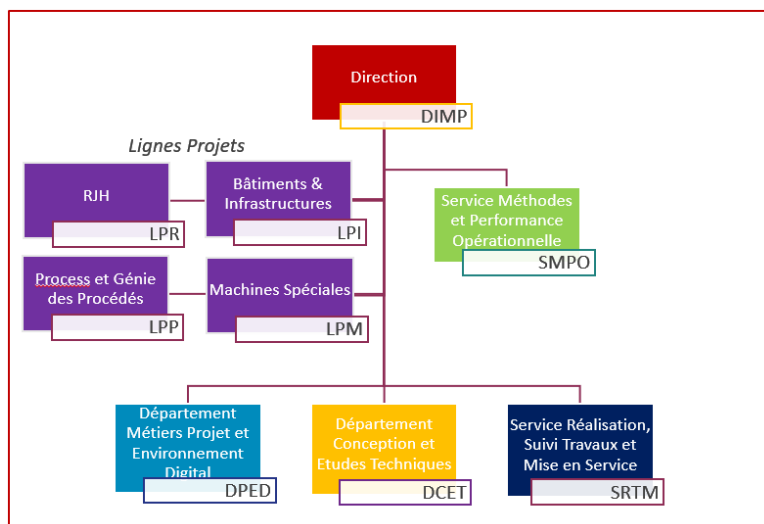 Direction
DIMP
Lignes Projets
RJH
LPR
Bâtiments &
Infrastructures
LPI
Service Méthodes
et Performance
Opérationnelle
SMPO
Process et Génie
des Procédés
LPP
Machines Spéciales
LPM
Département
Métiers Projet et
Environnement
Digital
DPED
Département
Conception et
Etudes Techniques
DCET
Service Réalisation,
Suivi Travaux et
Mise en Service
SRTM